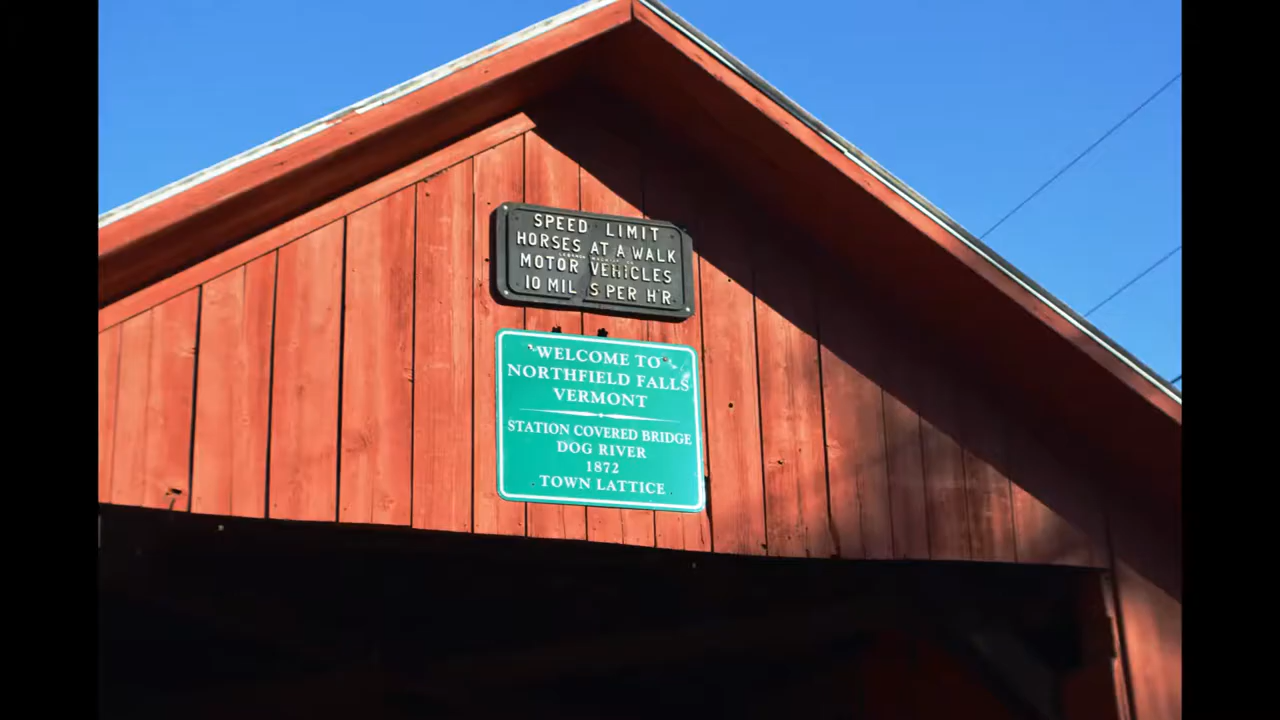 SPEED LIMIT
HORSES AT A WALK
MOTOR VEHICLES
10 MIL S PER HR
WELCOME TO
NORTHFIELD FALLS
VERMONT
STATION COVERED BRIDGE
DOG RIVER
1872
TOWN LATTICE